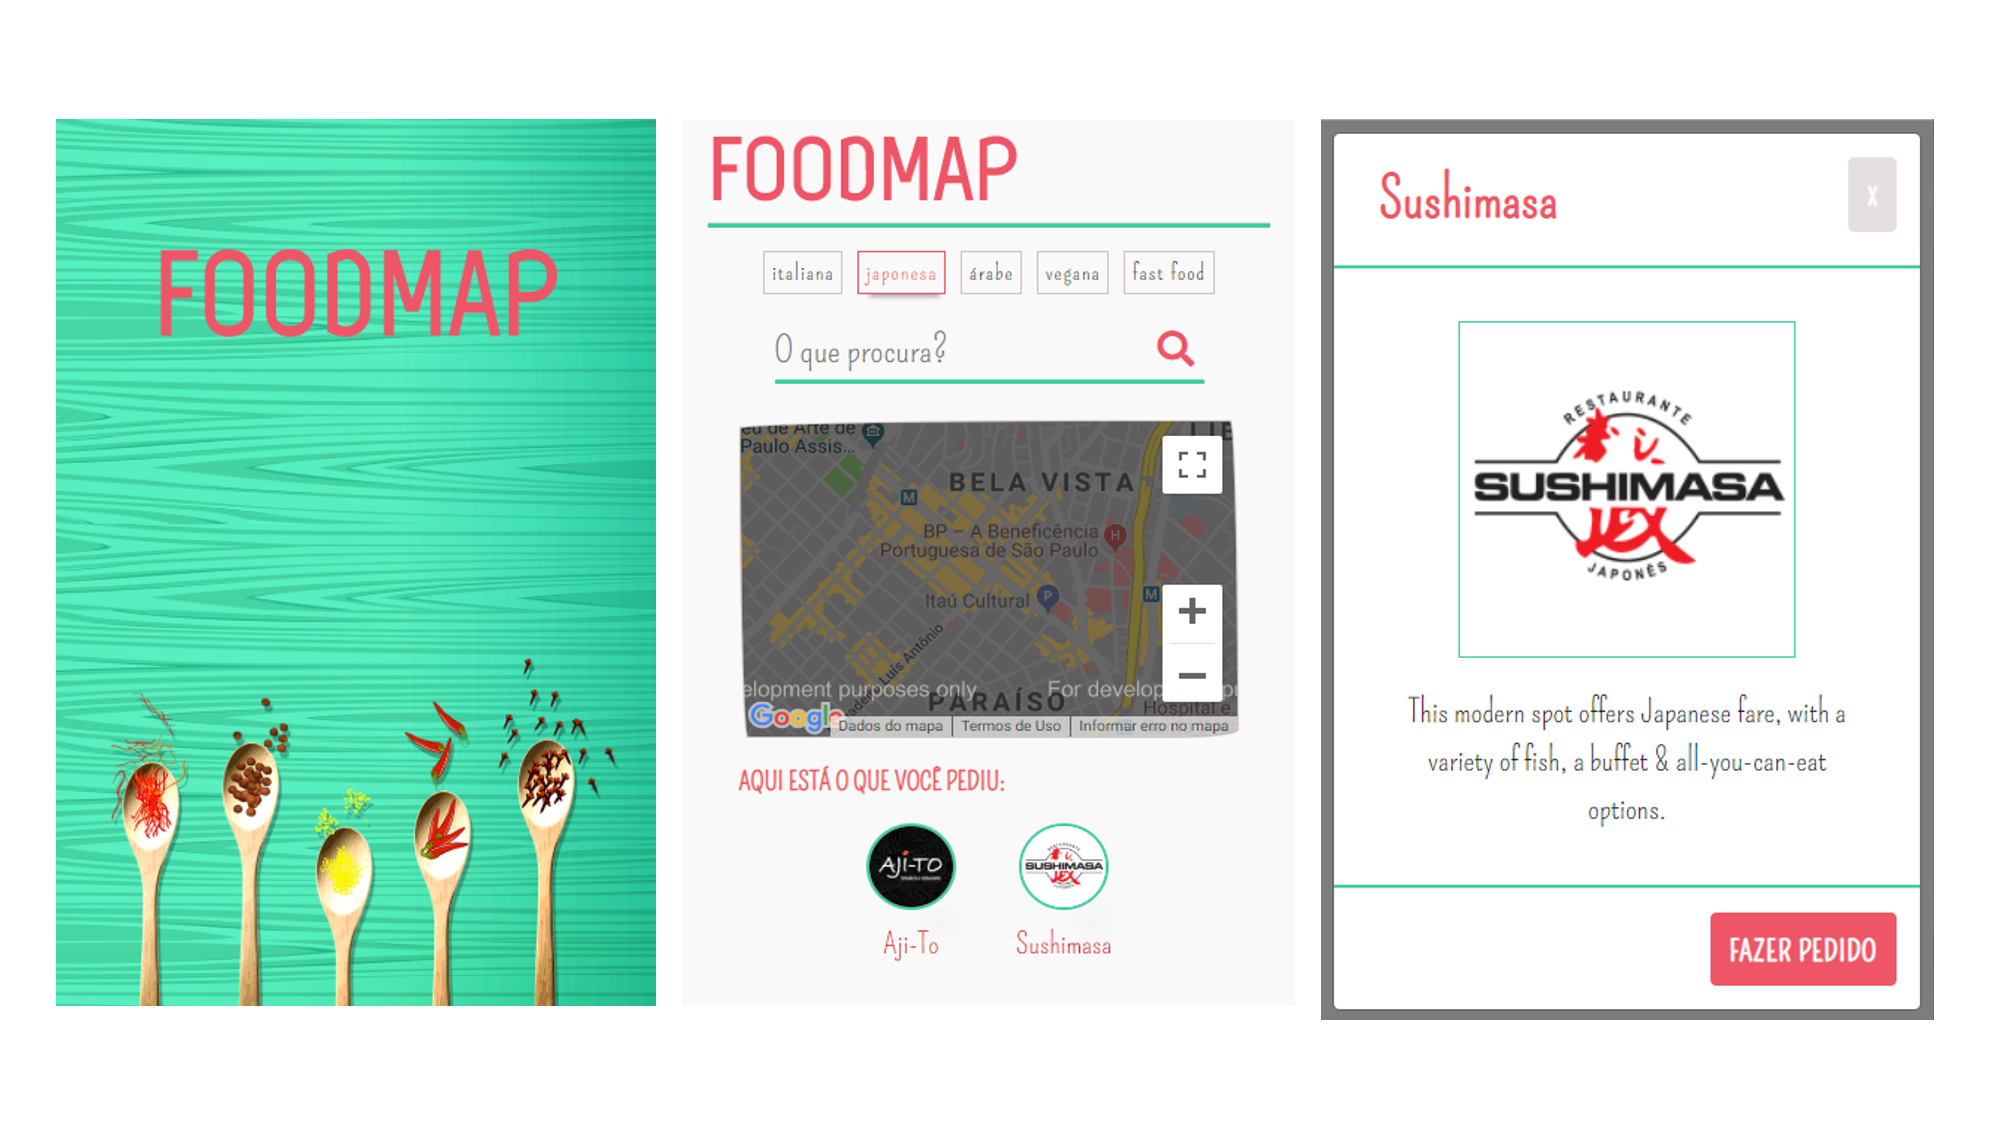 FOODMAP
FOODMAP
italiana
japonesa
árabe
vegana
fast food
O que procura?
eu de Arte de
Paulo Assis...
BELA VISTA
M
BP – A Beneficência
Portuguesa de São Paulo
H
Itaú Cultural
P
M
Luís Antônio
elopment purposes only
For develop
PARAÍSO
Hospital e
Google
Dados do mapa
Termos de Uso
Informar erro no mapa
AQUI ESTÁ O QUE VOCÊ PEDIU:
AJI-TO
RESTAURANTE
SUSHIMASA
Aji-To
Sushimasa
Sushimasa
X
RESTAURANTE
SUSHIMASA
JAPONÊS
This modern spot offers Japanese fare, with a
variety of fish, a buffet & all-you-can-eat
options.
FAZER PEDIDO